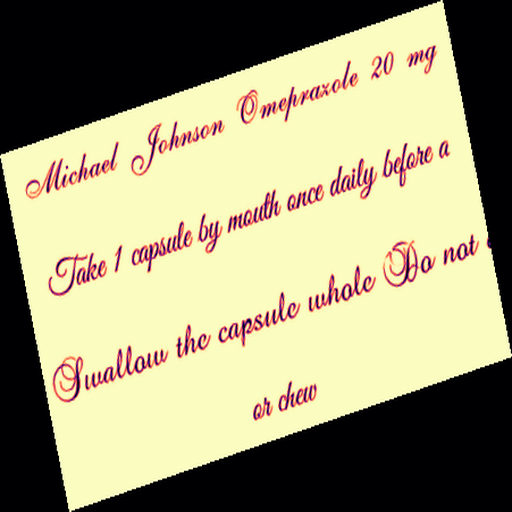 Michael Johnson Omeprazole 20 mg
Take 1 capsule by mouth once daily before a
Swallow the capsule whole Do not
or chew